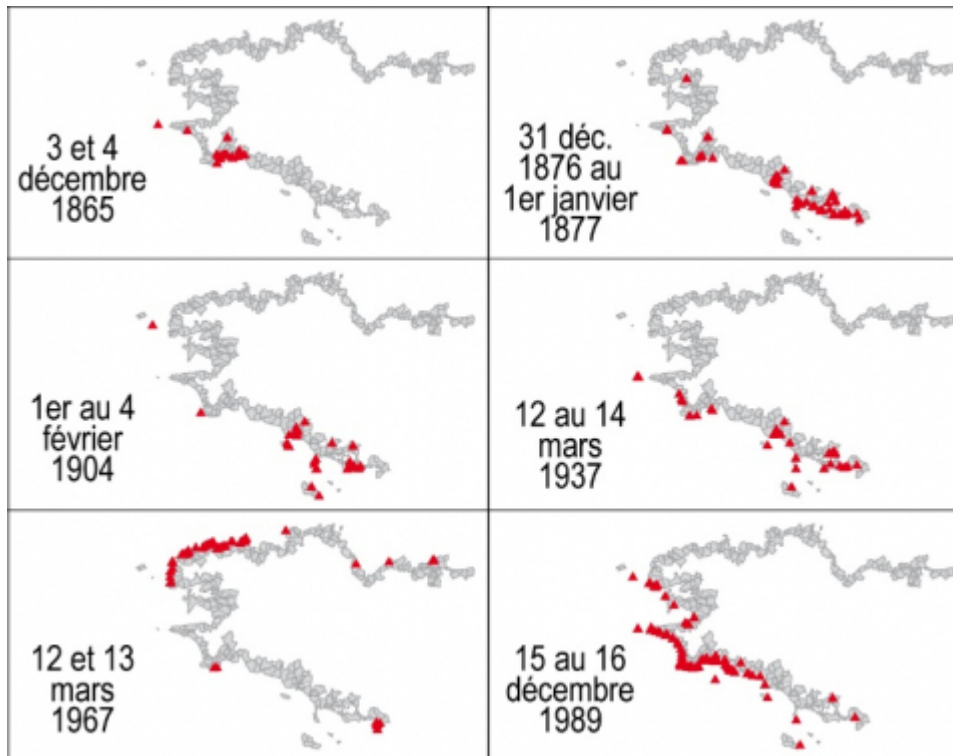 3 et 4
décembre
1865
31 déc.
1876 au
1er janvier
1877
1er au 4
février
1904
12 au 14
mars
1937
12 et 13
mars
1967
15 au 16
décembre
1989